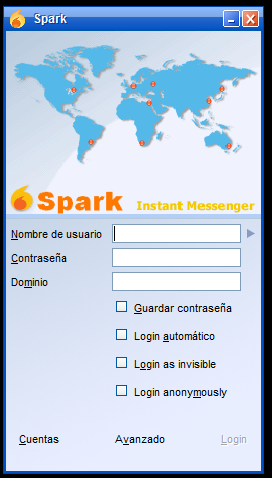 Spark
Spark Instant Messenger
Nombre de usuario
Contraseña
Dominio
Guardar contraseña
Login automático
Login as invisible
Login anonymously
Cuentas Avanzado Login